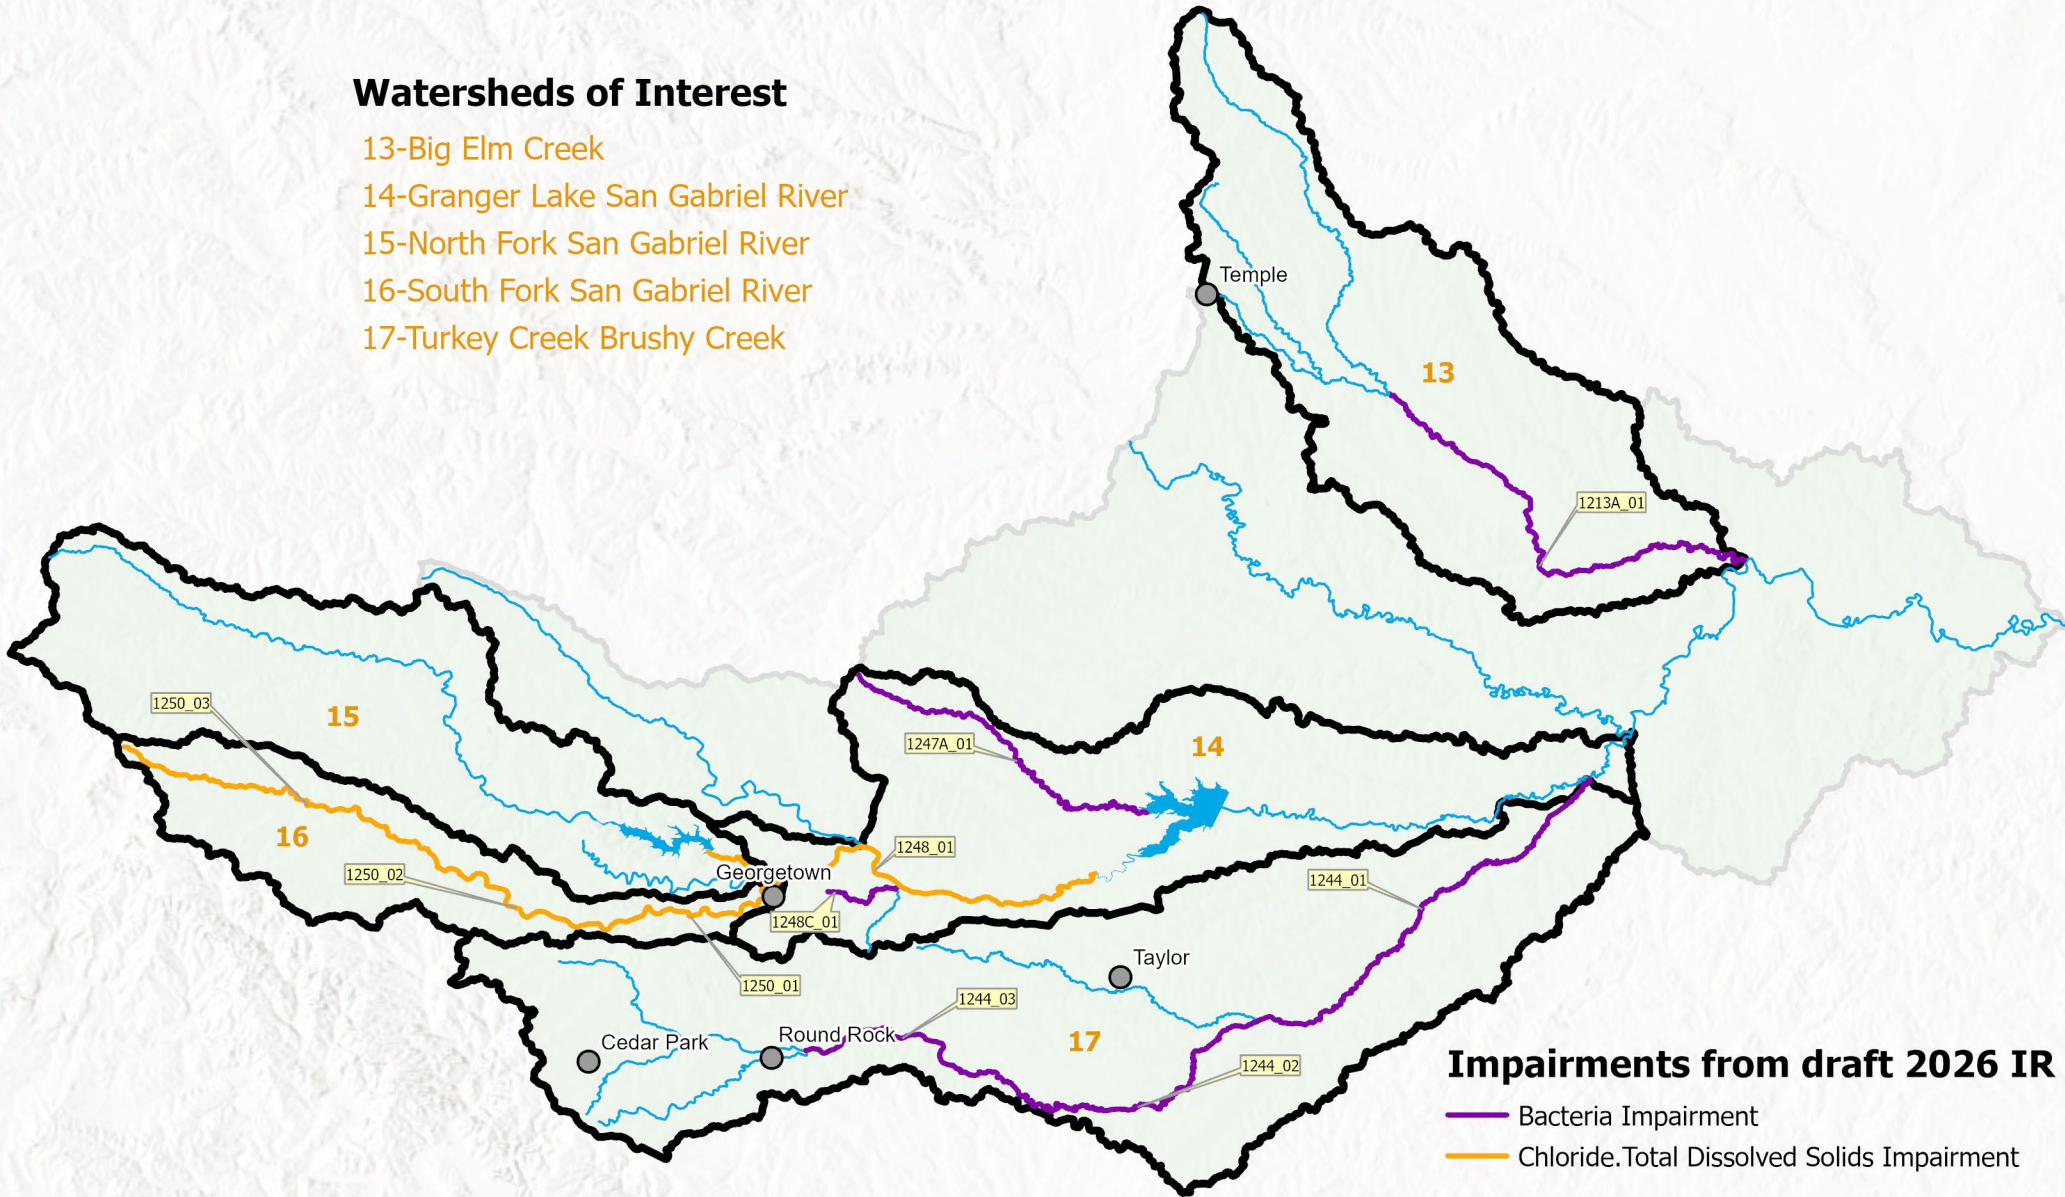 Watersheds of Interest
13-Big Elm Creek
14-Granger Lake San Gabriel River
15-North Fork San Gabriel River
16-South Fork San Gabriel River
17-Turkey Creek Brushy Creek
Temple
13
1213A_01
1250_03
15
1247A_01
14
16
1248_01
1250_02
Georgetown
1244_01
1248C_01
Taylor
1250_01
1244_03
Cedar Park
Round Rock
17
1244_02
Impairments from draft 2026 IR
Bacteria Impairment
Chloride.Total Dissolved Solids Impairment